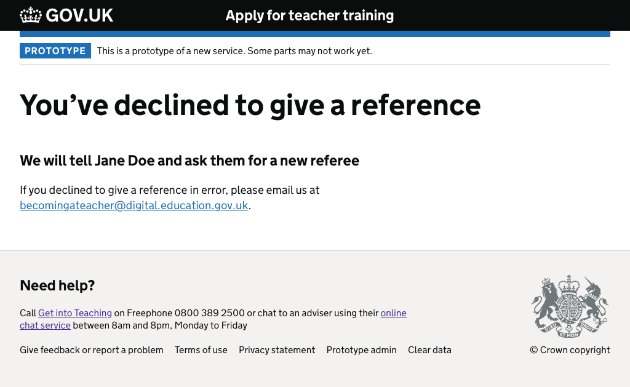 GOV.UK Apply for teacher training
PROTOTYPE This is a prototype of a new service. Some parts may not work yet.
You’ve declined to give a reference
We will tell Jane Doe and ask them for a new referee
If you declined to give a reference in error, please email us at
becomingateacher@digital.education.gov.uk.
Need help?
Call Get into Teaching on Freephone 0800 389 2500 or chat to an adviser using their online
chat service between 8am and 8pm, Monday to Friday
Give feedback or report a problem Terms of use Privacy statement Prototype admin Clear data © Crown copyright